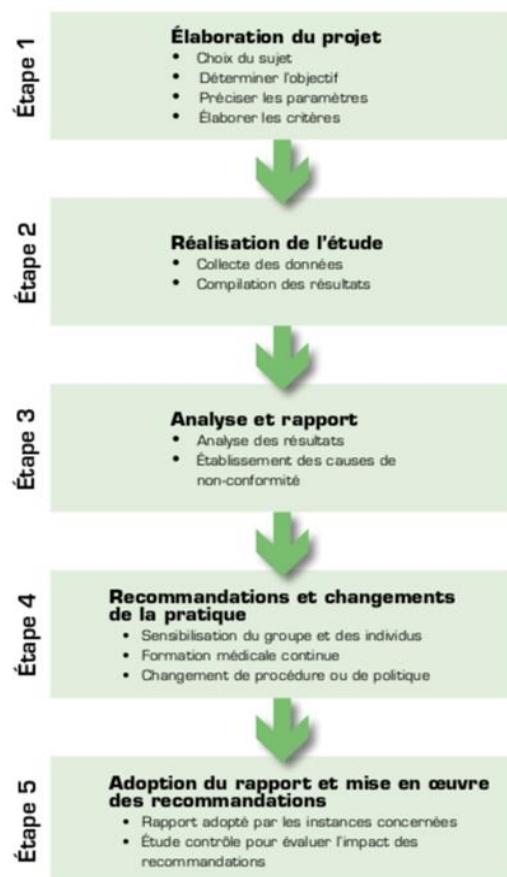 Étape 1
Élaboration du projet
• Choix du sujet
• Déterminer l'objectif
• Préciser les paramètres
• Élaborer les critères
Étape 2
Réalisation de l'étude
• Collecte des données
• Compilation des résultats
Étape 3
Analyse et rapport
• Analyse des résultats
• Établissement des causes de
non-conformité
Étape 4
Recommandations et changements
de la pratique
• Sensibilisation du groupe et des individus
• Formation médicale continue
• Changement de procédure ou de politique
Étape 5
Adoption du rapport et mise en œuvre
des recommandations
• Rapport adopté par les instances concernées
• Étude contrôle pour évaluer l'impact des
recommandations